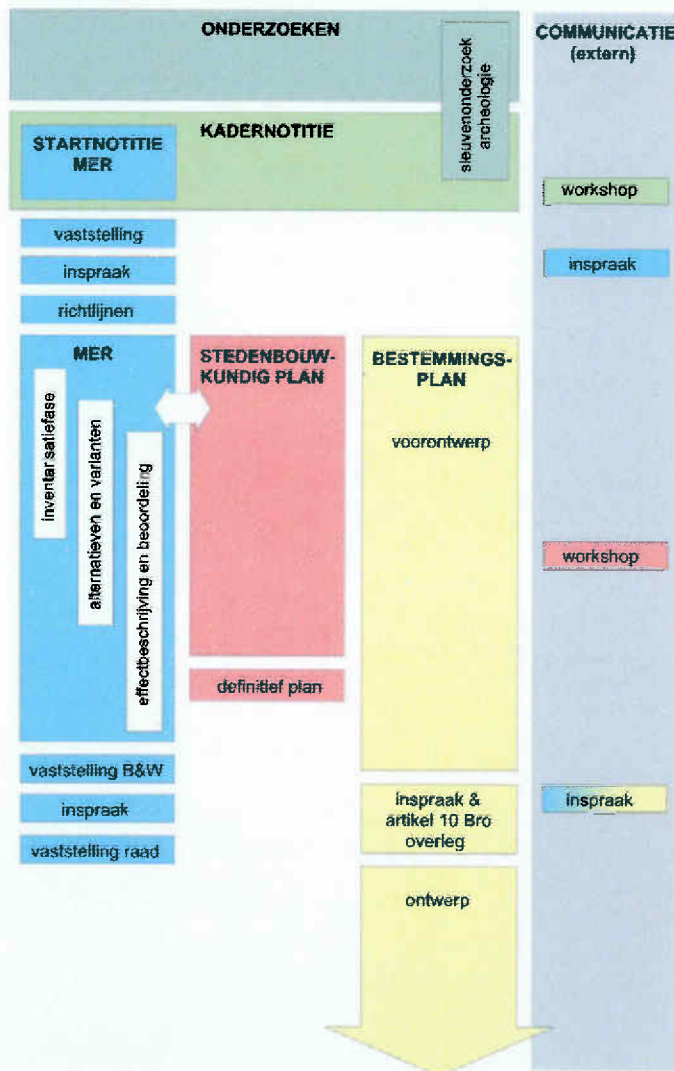 ONDERZOEKEN
COMMUNICATIE
(extern)
sleuvenonderzoek
archeologie
KADERNOTITIE
STARTNOTITIE
MER
workshop
vaststelling
inspraak
inspraak
richtlijnen
MER
STEDENBOUW-
KUNDIG PLAN
BESTEMMINGS-
PLAN
inventarisatiefase
alternatieven en varianten
effectbeschrijving en beoordeling
voorontwerp
workshop
definitief plan
vaststelling B&W
inspraak
vaststelling raad
inspraak &
artikel 10 Bro
overleg
inspraak
ontwerp